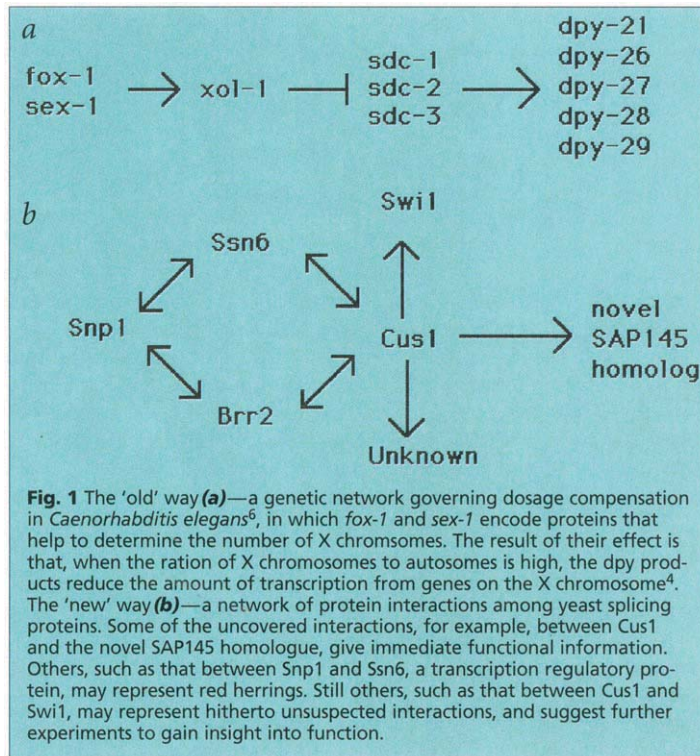 a
fox-1
sex-1
xol-1
sdc-1
sdc-2
sdc-3
dpy-21
dpy-26
dpy-27
dpy-28
dpy-29
b
Swi1
Ssn6
Snp1
Cus1
novel
SAP145
homolog
Brr2
Unknown
Fig. 1 The 'old' way (a)—a genetic network governing dosage compensation
in Caenorhabditis elegans⁶, in which fox-1 and sex-1 encode proteins that
help to determine the number of X chromsomes. The result of their effect is
that, when the ration of X chromosomes to autosomes is high, the dpy prod-
ucts reduce the amount of transcription from genes on the X chromosome⁴.
The 'new' way (b)—a network of protein interactions among yeast splicing
proteins. Some of the uncovered interactions, for example, between Cus1
and the novel SAP145 homologue, give immediate functional information.
Others, such as that between Snp1 and Ssn6, a transcription regulatory pro-
tein, may represent red herrings. Still others, such as that between Cus1 and
Swi1, may represent hitherto unsuspected interactions, and suggest further
experiments to gain insight into function.